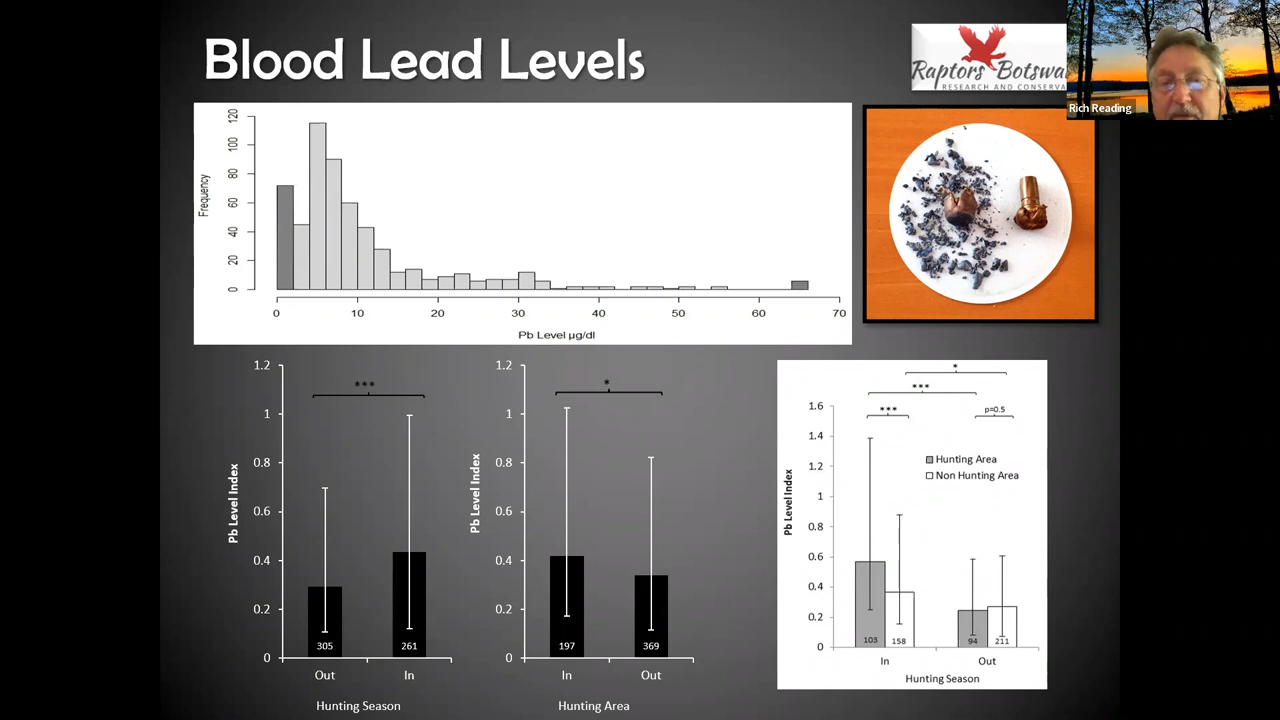 Blood Lead Levels
Raptors Botswa
RESEARCH AND CONSERVA
Rich Reading
Frequency
120
100
80
60
40
20
0
0 10 20 30 40 50 60 70
Pb Level µg/dl
1.2
1
0.8
0.6
0.4
0.2
0
Pb Level Index
***
305 261
Out In
Hunting Season
1.2
1
0.8
0.6
0.4
0.2
0
Pb Level Index
*
197 369
In Out
Hunting Area
*
***
***
p=0.5
1.6
1.4
1.2
1
0.8
0.6
0.4
0.2
0
Pb Level Index
Hunting Area
Non Hunting Area
103 158 94 211
In Out
Hunting Season